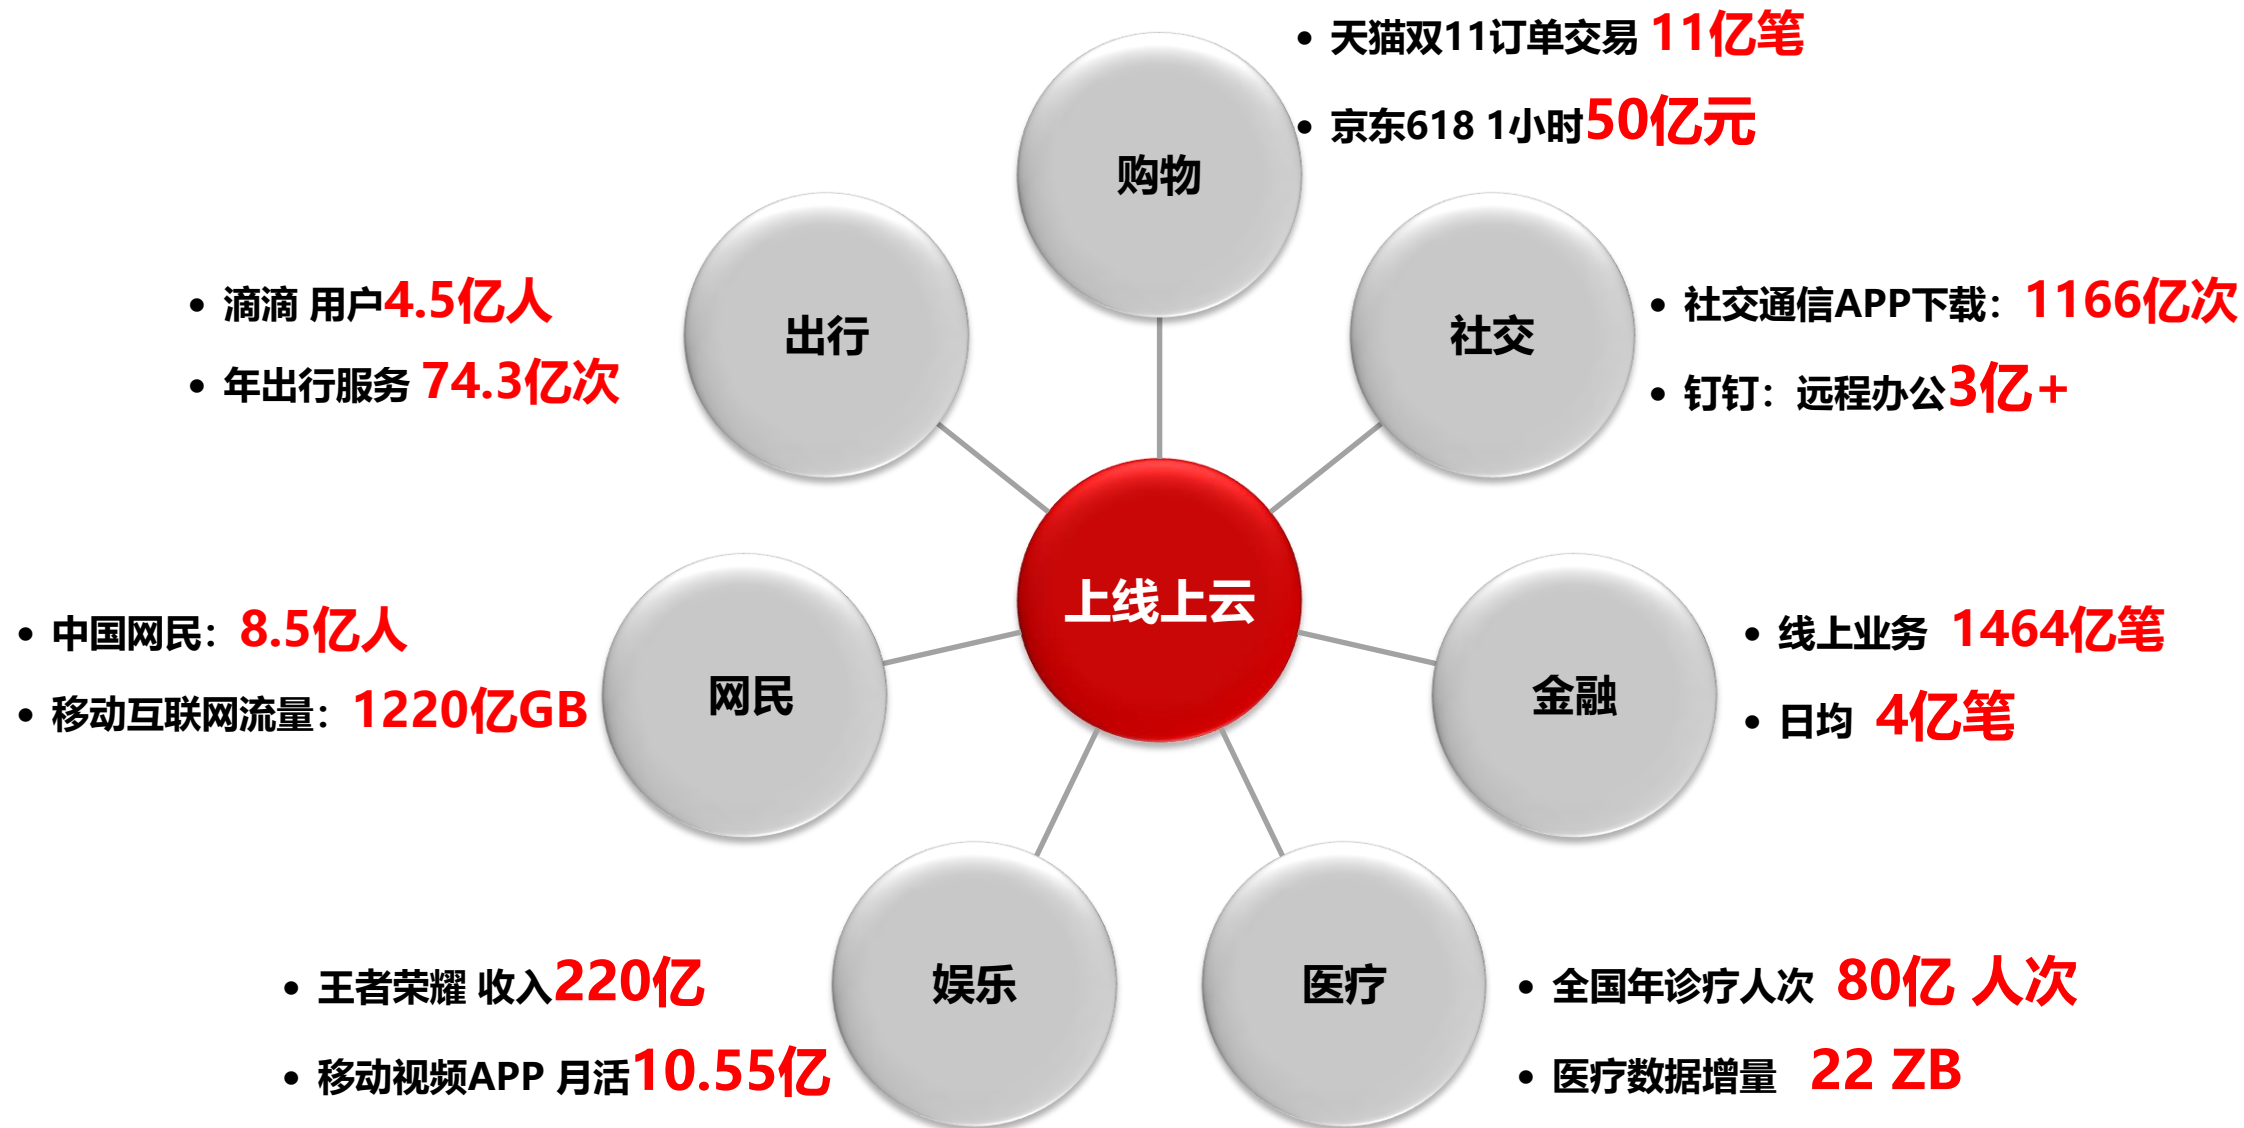 天猫双11订单交易 11亿笔
京东618 1小时50亿元
购物
出行
社交
滴滴 用户4.5亿人
年出行服务 74.3亿次
社交通信APP下载：1166亿次
钉钉：远程办公3亿+
上线上云
中国网民：8.5亿人
移动互联网流量：1220亿GB
网民
金融
线上业务 1464亿笔
日均 4亿笔
王者荣耀 收入220亿
移动视频APP 月活10.55亿
娱乐
医疗
全国年诊疗人次 80亿 人次
医疗数据增量 22 ZB